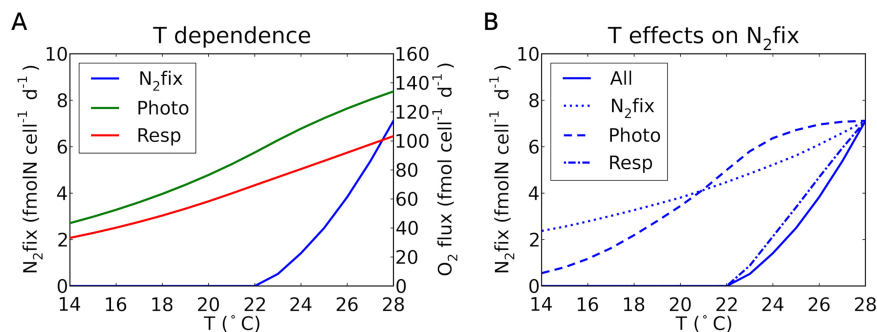 A
T dependence
N₂fix (fmolN cell⁻¹ d⁻¹)
10
8
6
4
2
0
N₂fix
Photo
Resp
160
140
120
100
80
60
40
20
0
O₂ flux (fmol cell⁻¹ d⁻¹)
14 16 18 20 22 24 26 28
T (°C)
B
T effects on N₂fix
N₂fix (fmolN cell⁻¹ d⁻¹)
10
8
6
4
2
0
All
N₂fix
Photo
Resp
14 16 18 20 22 24 26 28
T (°C)